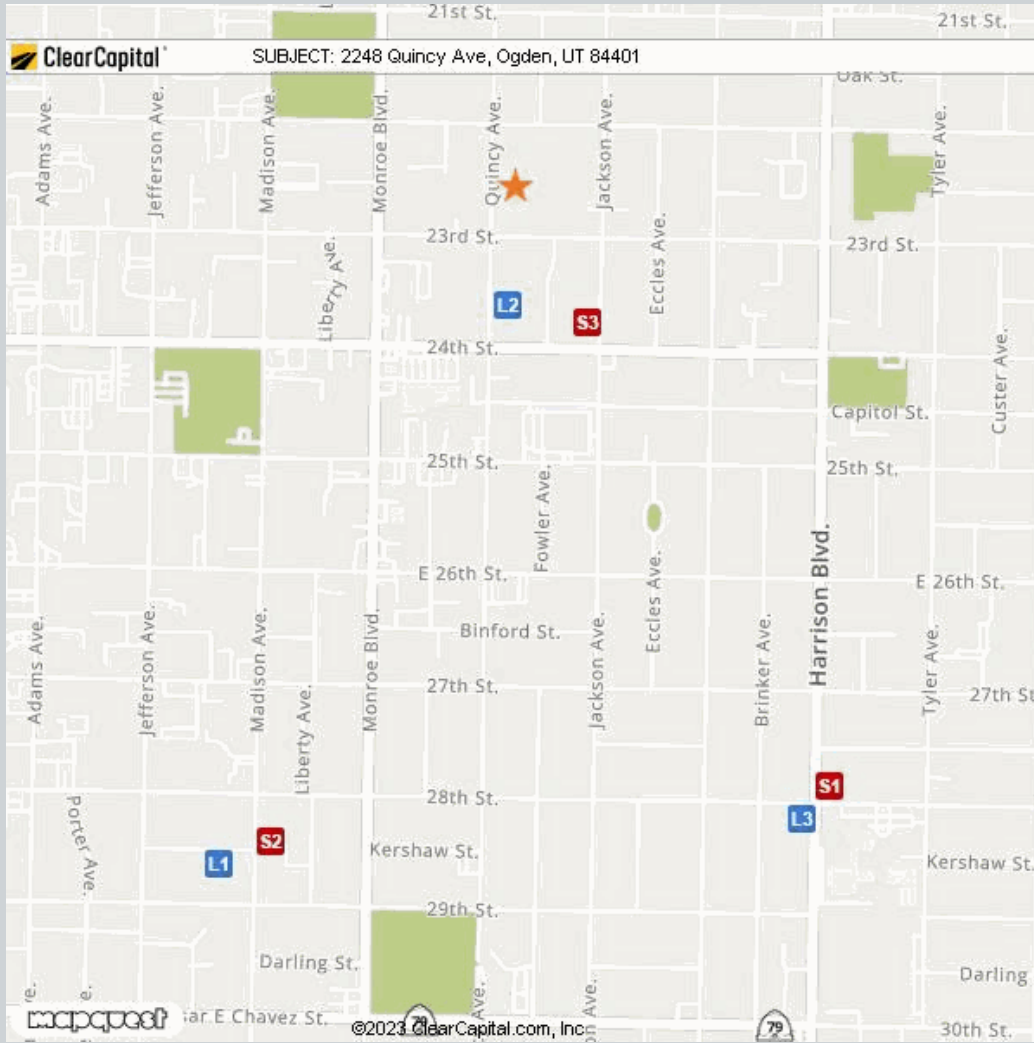 21st St.
21st St.
ClearCapital
SUBJECT: 2248 Quincy Ave, Ogden, UT 84401
Oak St.
Adams Ave.
Jefferson Ave.
Madison Ave.
Monroe Blvd.
Quincy Ave.
Jackson Ave.
Tyler Ave.
23rd St.
23rd St.
Liberty Ave.
Eccles Ave.
L2
S3
24th St.
Custer Ave.
Capitol St.
25th St.
25th St.
Fowler Ave.
Harrison Blvd.
E 26th St.
E 26th St.
Eccles Ave.
Binford St.
Adams Ave.
Jefferson Ave.
Madison Ave.
Monroe Blvd.
Jackson Ave.
Brinker Ave.
Tyler Ave.
27th St.
27th St
Liberty Ave.
S1
28th St.
L3
Porter Ave.
S2
L1
Kershaw St.
Kershaw St.
29th St.
Darling St.
Darling
ve.
e.
Ave.
on Ave.
mapquest
sar E Chavez St.
79
©2023 ClearCapital.com, Inc
79
30th St.